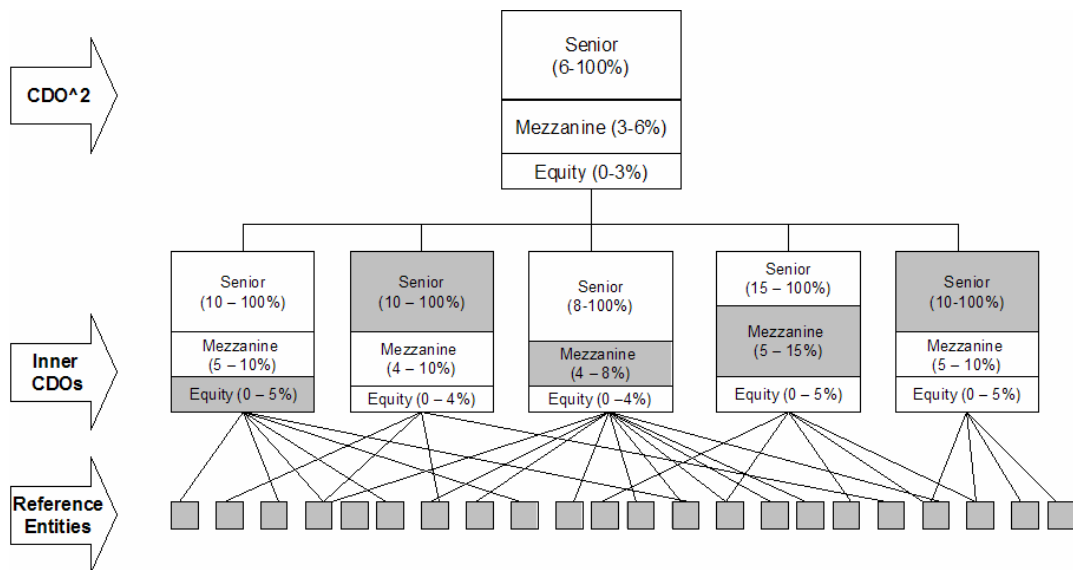 CDO^2
Senior
(6-100%)
Mezzanine (3-6%)
Equity (0-3%)
Inner
CDOs
Senior
(10 – 100%)
Mezzanine
(5 – 10%)
Equity (0 – 5%)
Senior
(10 – 100%)
Mezzanine
(4 – 10%)
Equity (0 – 4%)
Senior
(8-100%)
Mezzanine
(4 – 8%)
Equity (0 –4%)
Senior
(15 – 100%)
Mezzanine
(5 – 15%)
Equity (0 – 5%)
Senior
(10-100%)
Mezzanine
(5 – 10%)
Equity (0 – 5%)
Reference
Entities